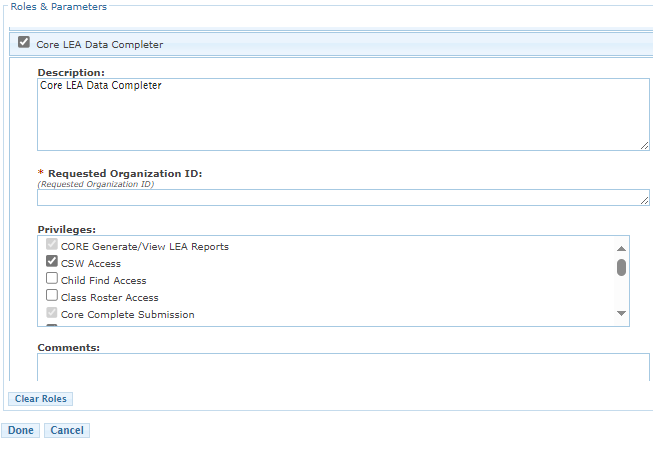 Roles & Parameters
Core LEA Data Completer
Description:
Core LEA Data Completer
* Requested Organization ID:
(Requested Organization ID)
Privileges:
CORE Generate/View LEA Reports
CSW Access
Child Find Access
Class Roster Access
Core Complete Submission
Comments:
Clear Roles
Done Cancel